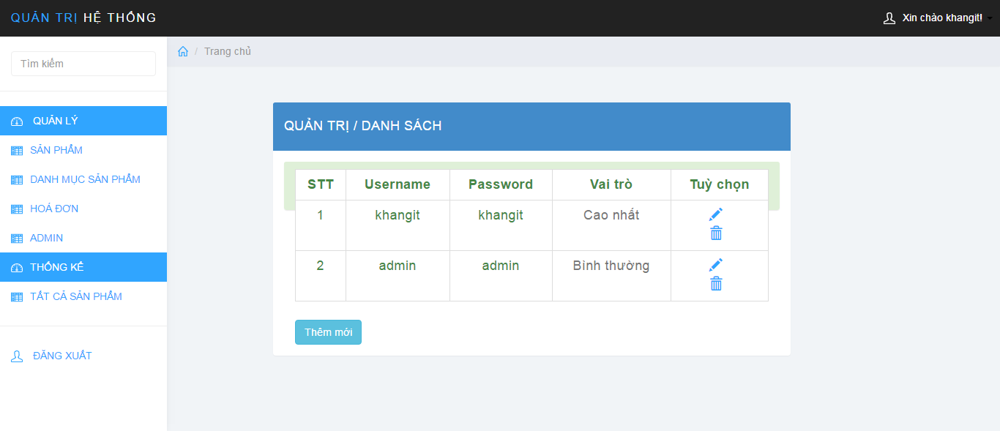 QUẢN TRỊ HỆ THỐNG
Xin chào khangit!
Tìm kiếm
/ Trang chủ
QUẢN LÝ
SẢN PHẨM
DANH MỤC SẢN PHẨM
HOÁ ĐƠN
ADMIN
THỐNG KÊ
TẤT CẢ SẢN PHẨM
ĐĂNG XUẤT
QUẢN TRỊ / DANH SÁCH
STT Username Password Vai trò Tuỳ chọn
1 khangit khangit Cao nhất
2 admin admin Bình thường
Thêm mới